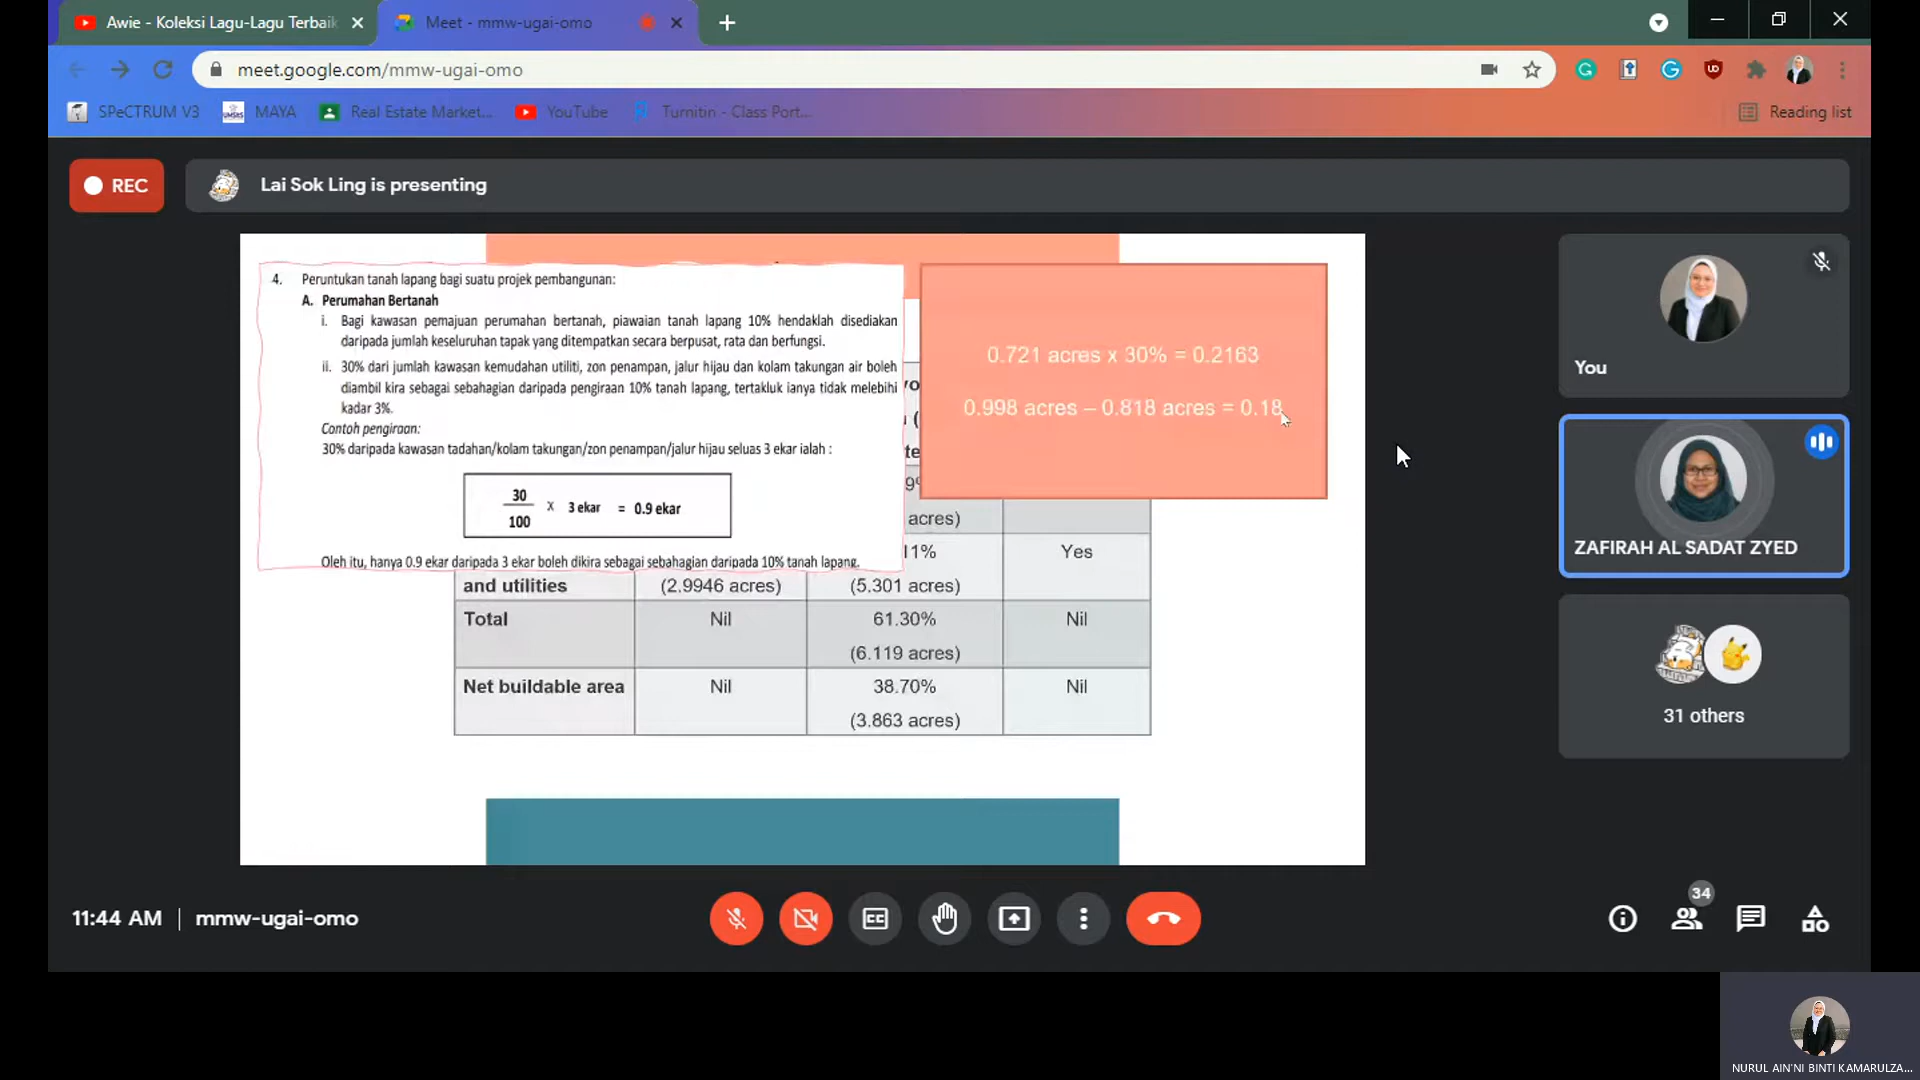 Awie - Koleksi Lagu-Lagu Terbaik
Meet - mmw-ugai-omo
meet.google.com/mmw-ugai-omo
SPeCTRUM V3
MAYA
Real Estate Market...
YouTube
Turnitin - Class Port...
Reading list
REC
Lai Sok Ling is presenting
4. Peruntukan tanah lapang bagi suatu projek pembangunan:
A. Perumahan Bertanah
i. Bagi kawasan pemajuan perumahan bertanah, piawaian tanah lapang 10% hendaklah disediakan
daripada jumlah keseluruhan tapak yang ditempatkan secara berpusat, rata dan berfungsi.
ii. 30% dari jumlah kawasan kemudahan utiliti, zon penampan, jalur hijau dan kolam takungan air boleh
diambil kira sebagai sebahagian daripada pengiraan 10% tanah lapang, tertakluk ianya tidak melebihi
kadar 3%.
Contoh pengiraan:
30% daripada kawasan tadahan/kolam takungan/zon penampan/jalur hijau seluas 3 ekar ialah :
30
100
X 3 ekar = 0.9 ekar
Oleh itu, hanya 0.9 ekar daripada 3 ekar boleh dikira sebagai sebahagian daripada 10% tanah lapang.
0.721 acres x 30% = 0.2163
0.998 acres – 0.818 acres = 0.18
acres)
11% Yes
and utilities (2.9946 acres) (5.301 acres)
Total Nil 61.30% Nil
(6.119 acres)
Net buildable area Nil 38.70% Nil
(3.863 acres)
You
ZAFIRAH AL SADAT ZYED
31 others
11:44 AM | mmw-ugai-omo
34
NURUL AIN'NI BINTI KAMARULZA...